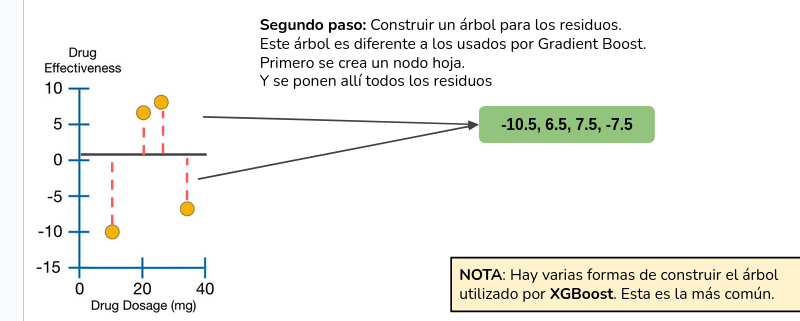 Segundo paso: Construir un árbol para los residuos.
Este árbol es diferente a los usados por Gradient Boost.
Primero se crea un nodo hoja.
Y se ponen allí todos los residuos
Drug
Effectiveness
10
5
0
-5
-10
-15
0
20
40
Drug Dosage (mg)
-10.5, 6.5, 7.5, -7.5
NOTA: Hay varias formas de construir el árbol
utilizado por XGBoost. Esta es la más común.